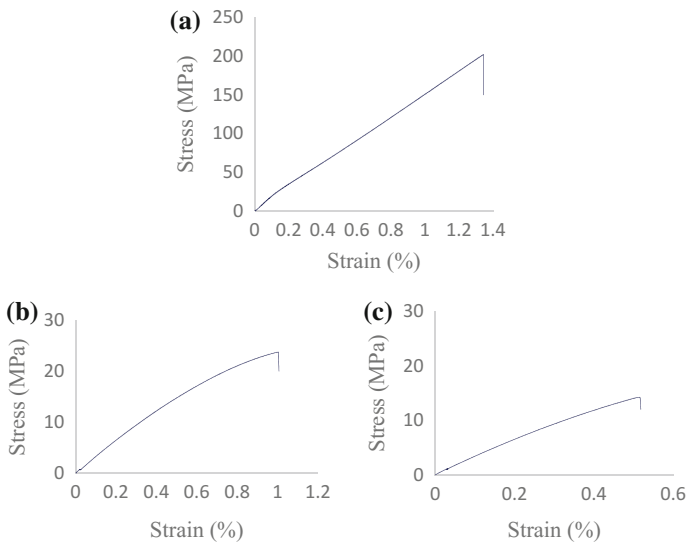 (a)
250
200
150
100
50
0
Stress (MPa)
0 0.2 0.4 0.6 0.8 1 1.2 1.4
Strain (%)
(b)
30
20
10
0
Stress (MPa)
0 0.2 0.4 0.6 0.8 1 1.2
Strain (%)
(c)
30
20
10
0
Stress (MPa)
0 0.2 0.4 0.6
Strain (%)